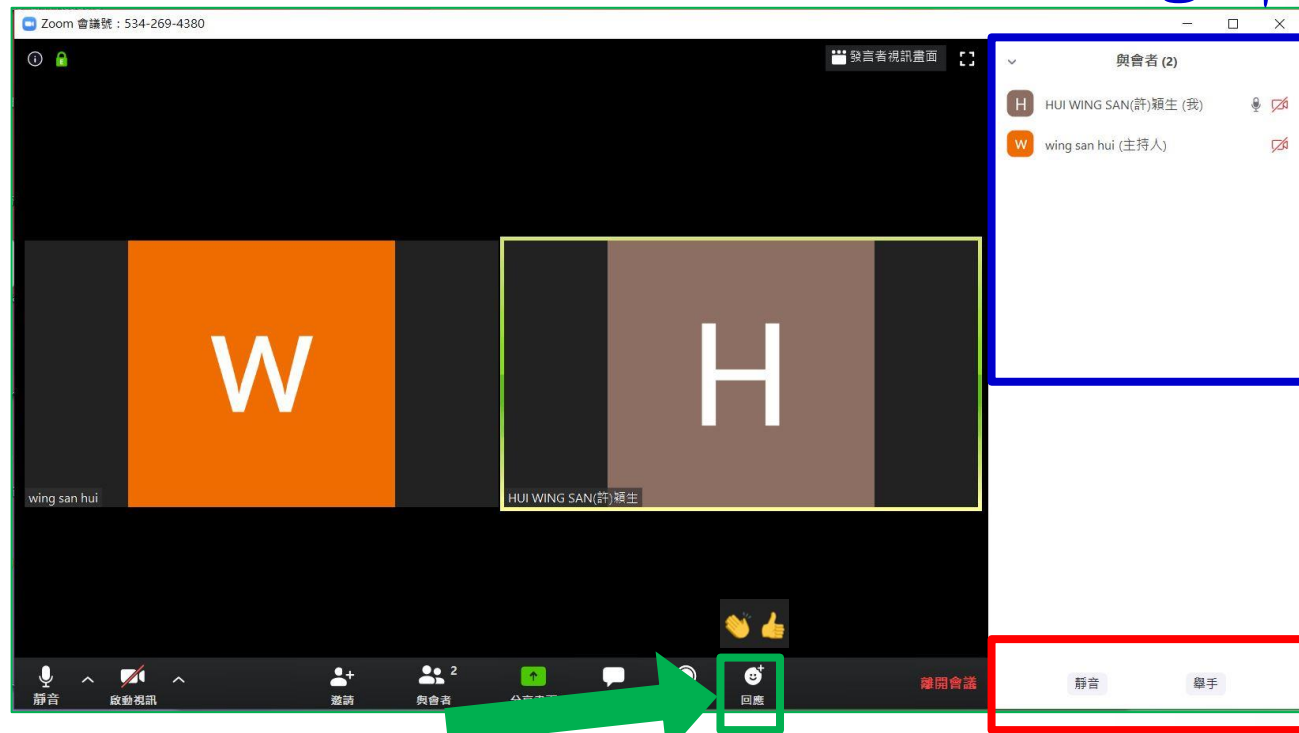 Zoom 會議號：534-269-4380
發言者視訊畫面
與會者 (2)
H HUI WING SAN(許)穎生 (我)
W wing san hui (主持人)
W
H
wing san hui
HUI WING SAN(許)穎生
2
靜音
啟動視訊
邀請
與會者
回應
離開會議
靜音
舉手